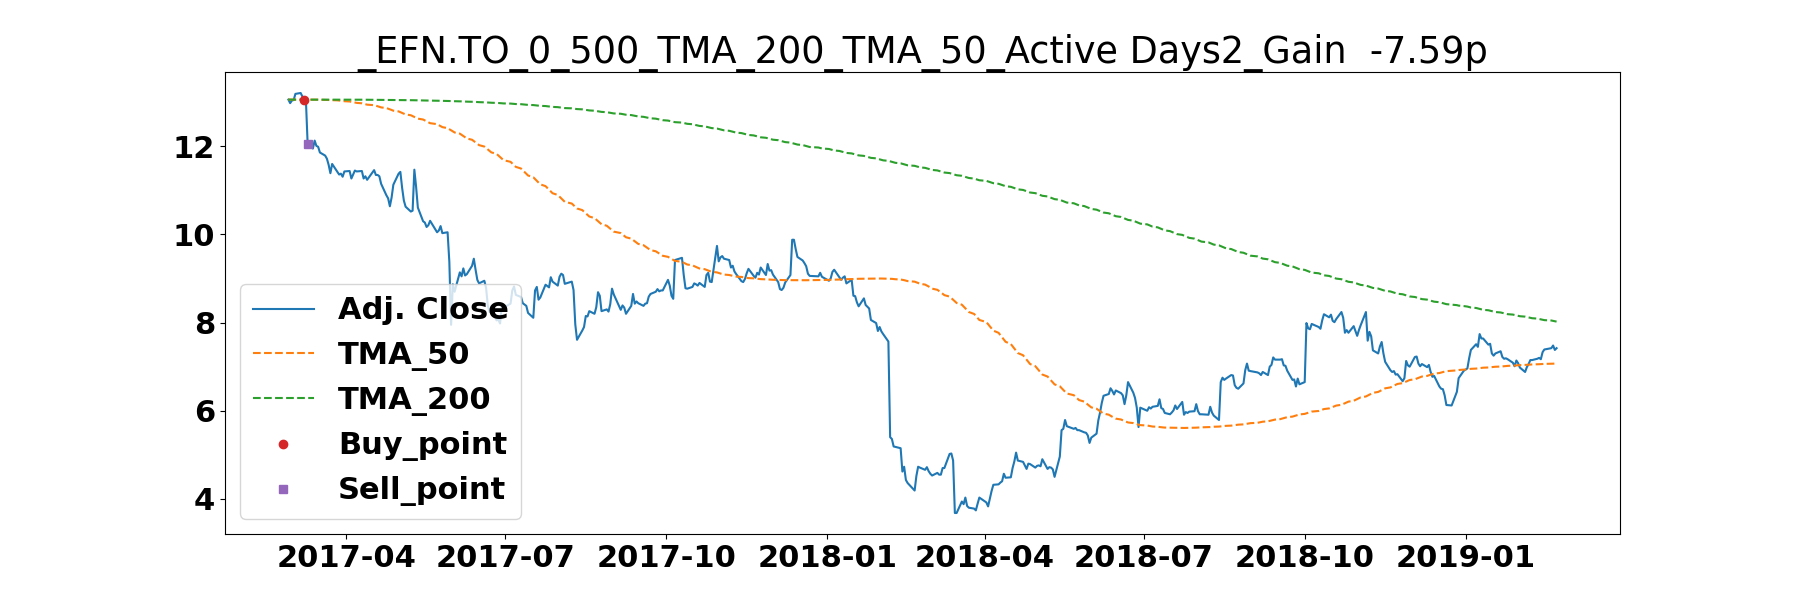 _EFN.TO_0_500_TMA_200_TMA_50_Active Days2_Gain  -7.59p
12
10
8
6
4
Adj. Close
TMA_50
TMA_200
Buy_point
Sell_point
2017-04 2017-07 2017-10 2018-01 2018-04 2018-07 2018-10 2019-01